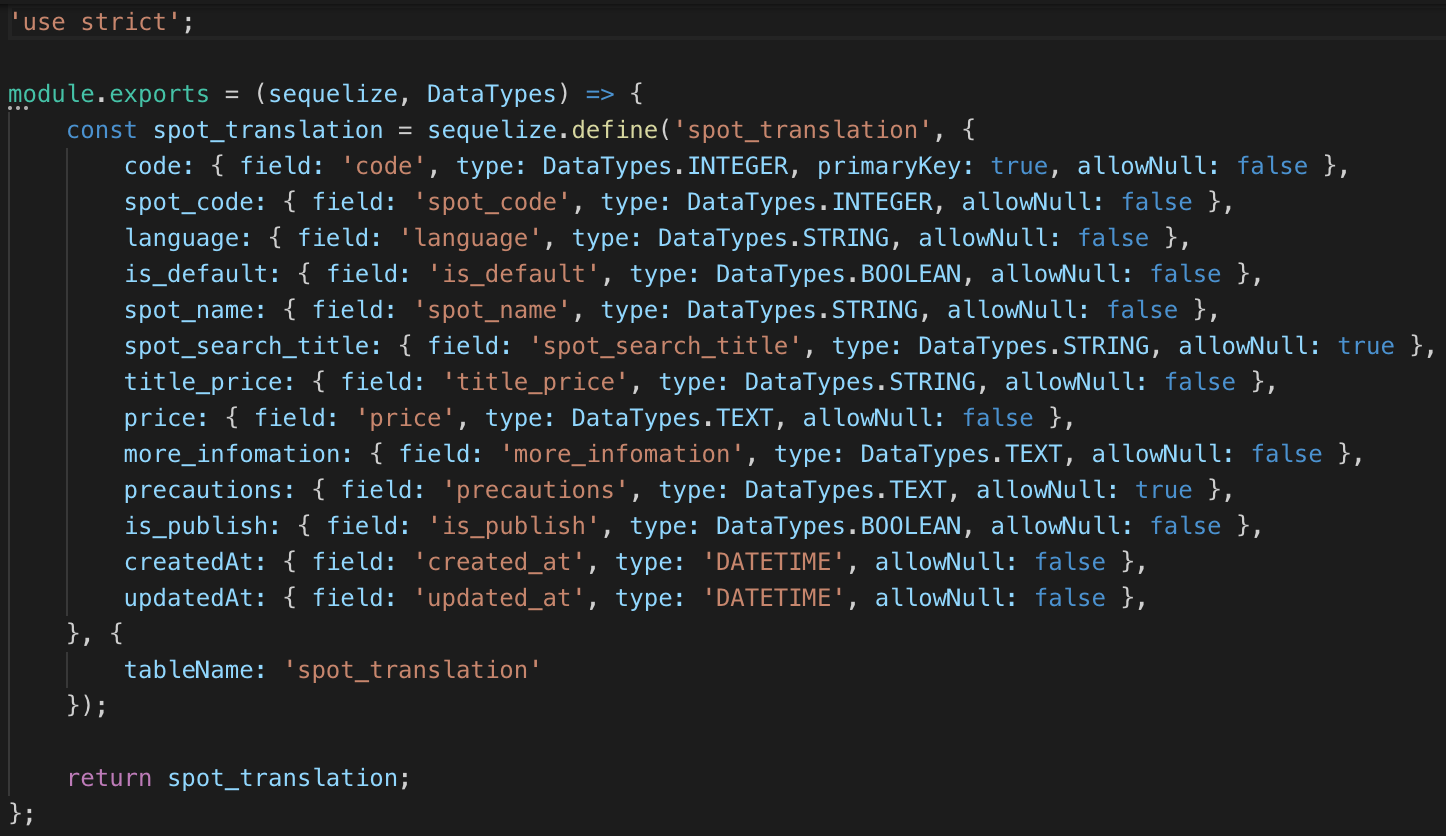 'use strict';
module.exports = (sequelize, DataTypes) => {
const spot_translation = sequelize.define('spot_translation', {
code: { field: 'code', type: DataTypes.INTEGER, primaryKey: true, allowNull: false },
spot_code: { field: 'spot_code', type: DataTypes.INTEGER, allowNull: false },
language: { field: 'language', type: DataTypes.STRING, allowNull: false },
is_default: { field: 'is_default', type: DataTypes.BOOLEAN, allowNull: false },
spot_name: { field: 'spot_name', type: DataTypes.STRING, allowNull: false },
spot_search_title: { field: 'spot_search_title', type: DataTypes.STRING, allowNull: true },
title_price: { field: 'title_price', type: DataTypes.STRING, allowNull: false },
price: { field: 'price', type: DataTypes.TEXT, allowNull: false },
more_infomation: { field: 'more_infomation', type: DataTypes.TEXT, allowNull: false },
precautions: { field: 'precautions', type: DataTypes.TEXT, allowNull: true },
is_publish: { field: 'is_publish', type: DataTypes.BOOLEAN, allowNull: false },
createdAt: { field: 'created_at', type: 'DATETIME', allowNull: false },
updatedAt: { field: 'updated_at', type: 'DATETIME', allowNull: false },
}, {
tableName: 'spot_translation'
});
return spot_translation;
};